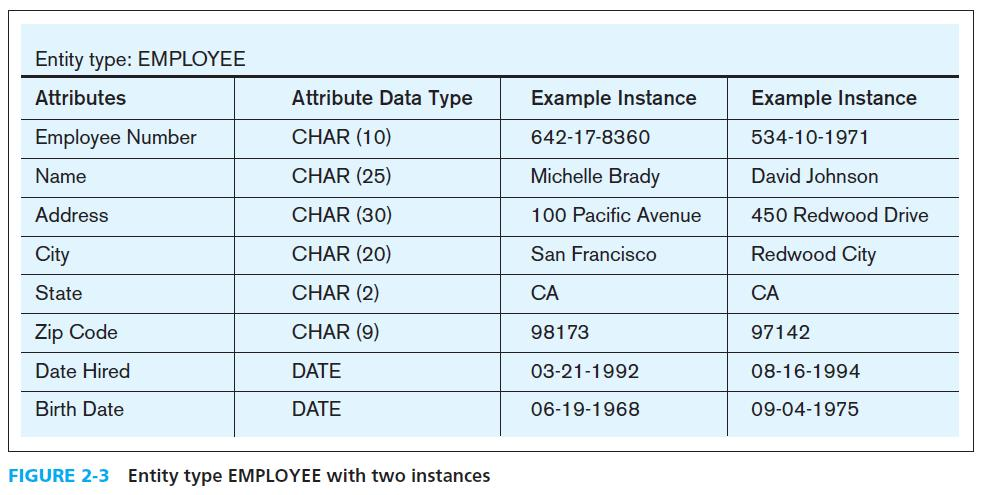 Entity type: EMPLOYEE
Attributes Attribute Data Type Example Instance Example Instance
Employee Number CHAR (10) 642-17-8360 534-10-1971
Name CHAR (25) Michelle Brady David Johnson
Address CHAR (30) 100 Pacific Avenue 450 Redwood Drive
City CHAR (20) San Francisco Redwood City
State CHAR (2) CA CA
Zip Code CHAR (9) 98173 97142
Date Hired DATE 03-21-1992 08-16-1994
Birth Date DATE 06-19-1968 09-04-1975
FIGURE 2-3 Entity type EMPLOYEE with two instances